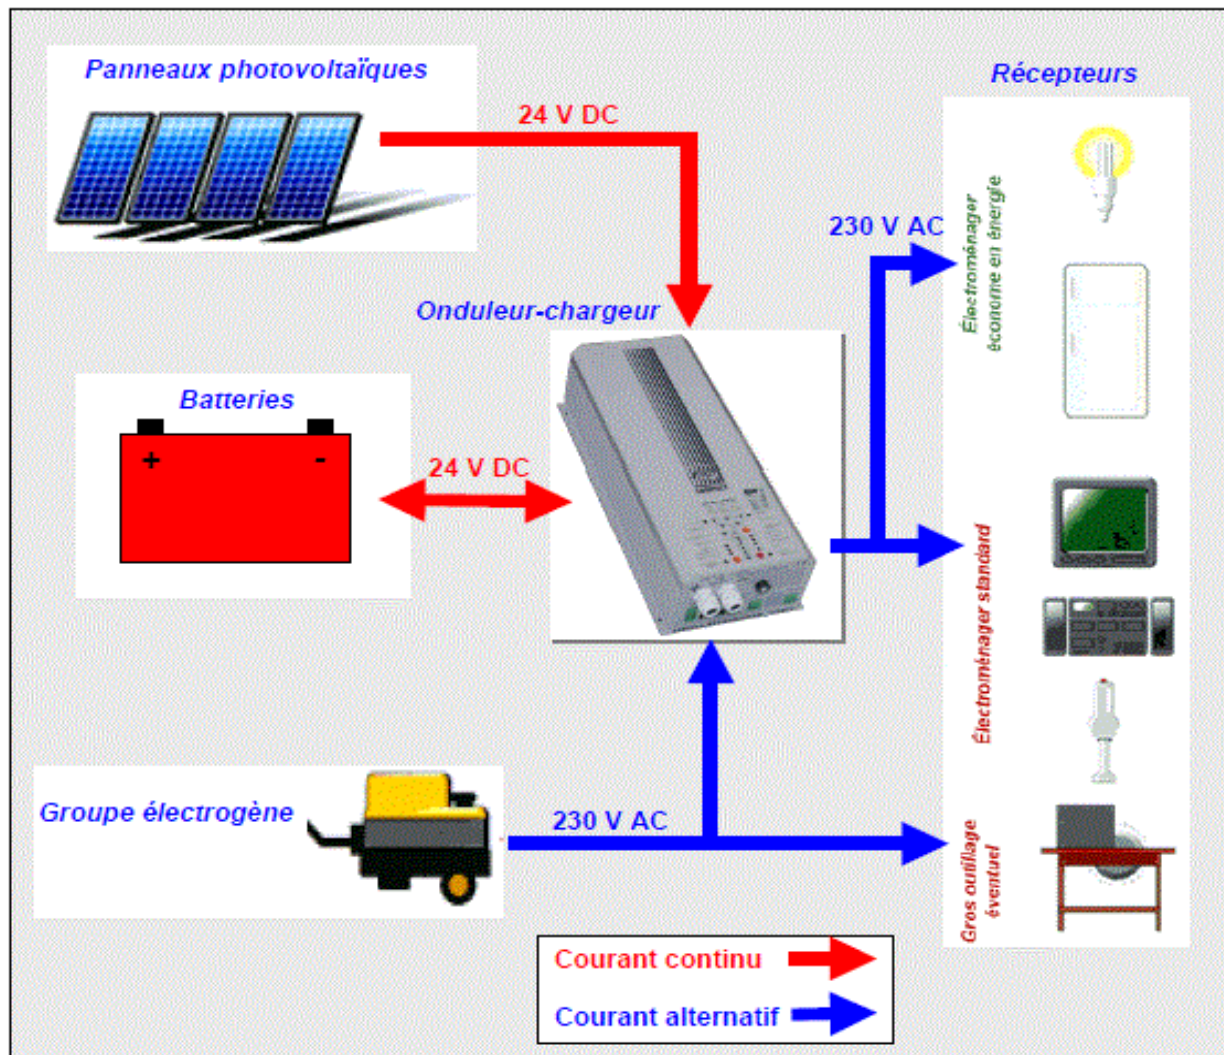 Panneaux photovoltaïques
24 V DC
Récepteurs
230 V AC
Électroménager
économe en énergie
Onduleur-chargeur
Batteries
+ -
24 V DC
Électroménager standard
Groupe électrogène
230 V AC
Gros outillage
éventuel
Courant continu
Courant alternatif